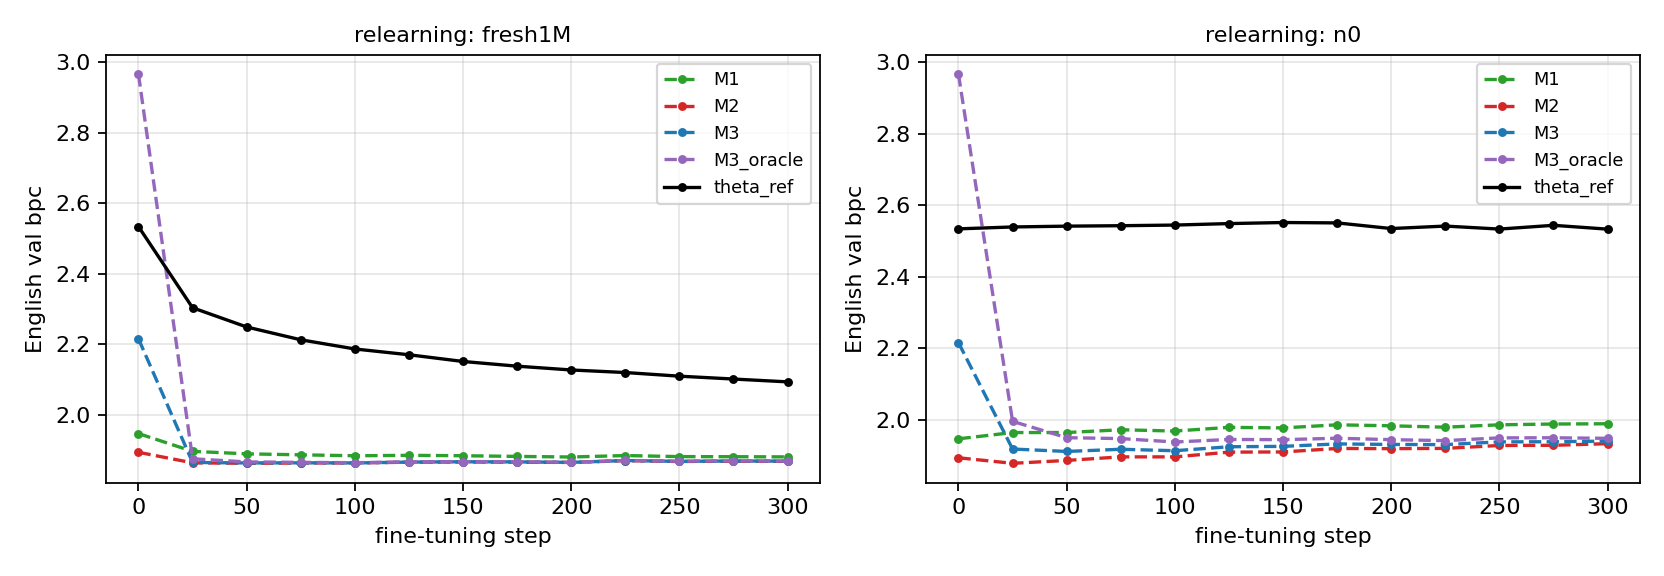 relearning: fresh1M
English val bpc
3.0
2.8
2.6
2.4
2.2
2.0
M1
M2
M3
M3_oracle
theta_ref
0
50
100
150
200
250
300
fine-tuning step
relearning: n0
English val bpc
3.0
2.8
2.6
2.4
2.2
2.0
M1
M2
M3
M3_oracle
theta_ref
0
50
100
150
200
250
300
fine-tuning step